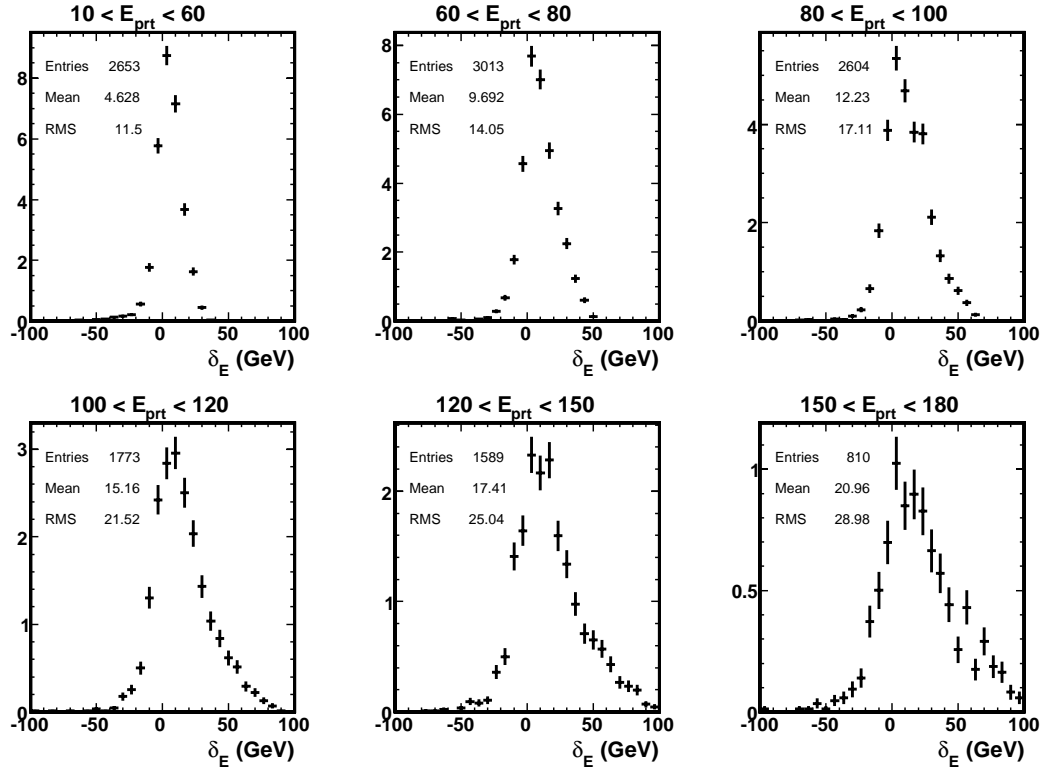 10 < E_prt < 60
Entries 2653
Mean 4.628
RMS 11.5
8
6
4
2
0
-100 -50 0 50 100
δ_E (GeV)
60 < E_prt < 80
Entries 3013
Mean 9.692
RMS 14.05
8
6
4
2
0
-100 -50 0 50 100
δ_E (GeV)
80 < E_prt < 100
Entries 2604
Mean 12.23
RMS 17.11
4
2
0
-100 -50 0 50 100
δ_E (GeV)
100 < E_prt < 120
Entries 1773
Mean 15.16
RMS 21.52
3
2
1
0
-100 -50 0 50 100
δ_E (GeV)
120 < E_prt < 150
Entries 1589
Mean 17.41
RMS 25.04
2
1
0
-100 -50 0 50 100
δ_E (GeV)
150 < E_prt < 180
Entries 810
Mean 20.96
RMS 28.98
1
0.5
0
-100 -50 0 50 100
δ_E (GeV)